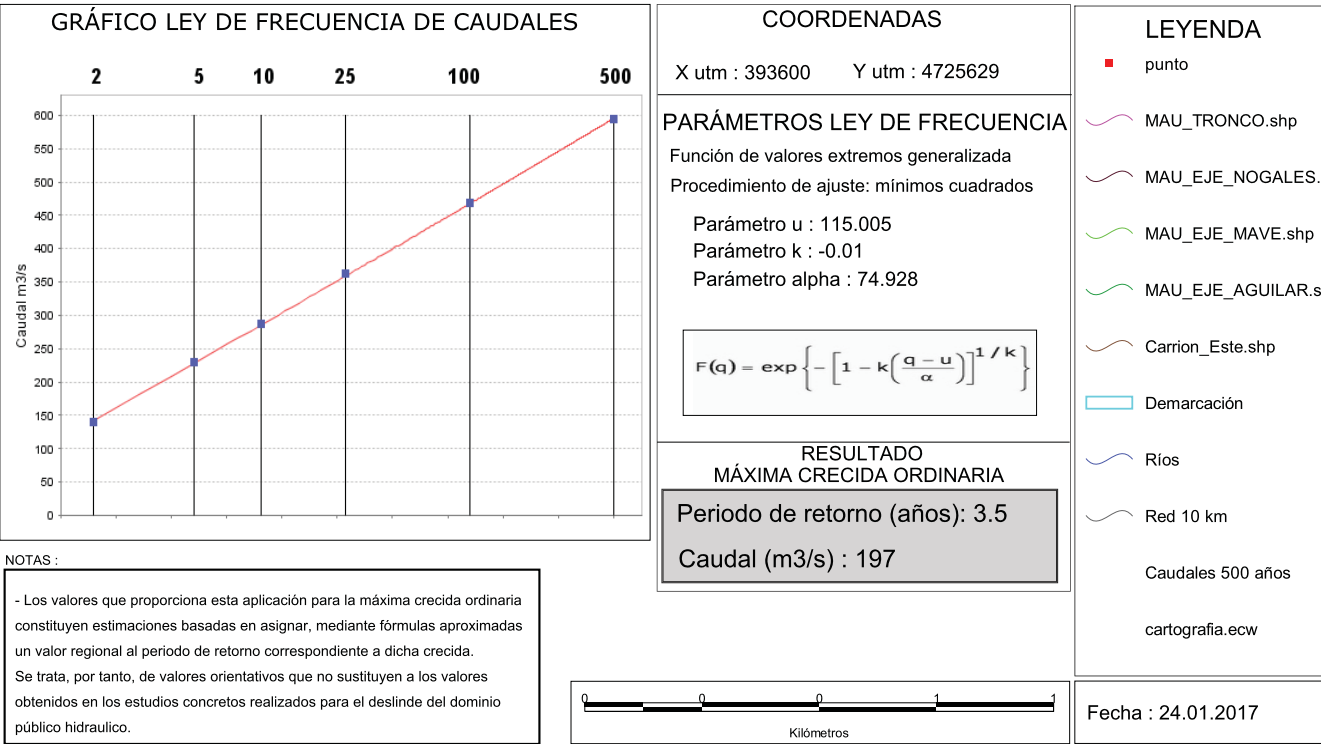 GRÁFICO LEY DE FRECUENCIA DE CAUDALES
2 5 10 25 100 500
600
550
500
450
400
350
300
250
200
150
100
50
0
Caudal m3/s
COORDENADAS
X utm : 393600 Y utm : 4725629
PARÁMETROS LEY DE FRECUENCIA
Función de valores extremos generalizada
Procedimiento de ajuste: mínimos cuadrados
Parámetro u : 115.005
Parámetro k : -0.01
Parámetro alpha : 74.928
F(q) = exp{-[1 - k((q - u)/α)]^1/k}
RESULTADO
MÁXIMA CRECIDA ORDINARIA
Periodo de retorno (años): 3.5
Caudal (m3/s) : 197
LEYENDA
punto
MAU_TRONCO.shp
MAU_EJE_NOGALES.
MAU_EJE_MAVE.shp
MAU_EJE_AGUILAR.s
Carrion_Este.shp
Demarcación
Ríos
Red 10 km
Caudales 500 años
cartografia.ecw
NOTAS :
- Los valores que proporciona esta aplicación para la máxima crecida ordinaria
constituyen estimaciones basadas en asignar, mediante fórmulas aproximadas
un valor regional al periodo de retorno correspondiente a dicha crecida.
Se trata, por tanto, de valores orientativos que no sustituyen a los valores
obtenidos en los estudios concretos realizados para el deslinde del dominio
público hidraulico.
0 0 0 1 1
Kilómetros
Fecha : 24.01.2017